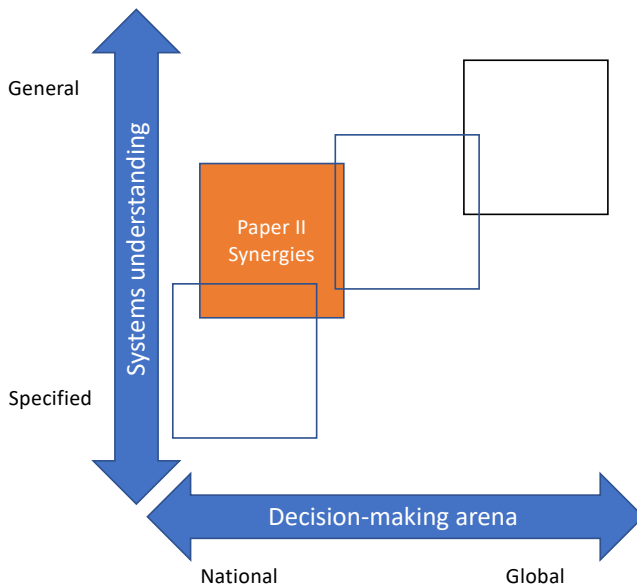 General
Systems understanding
Paper II
Synergies
Specified
Decision-making arena
National
Global